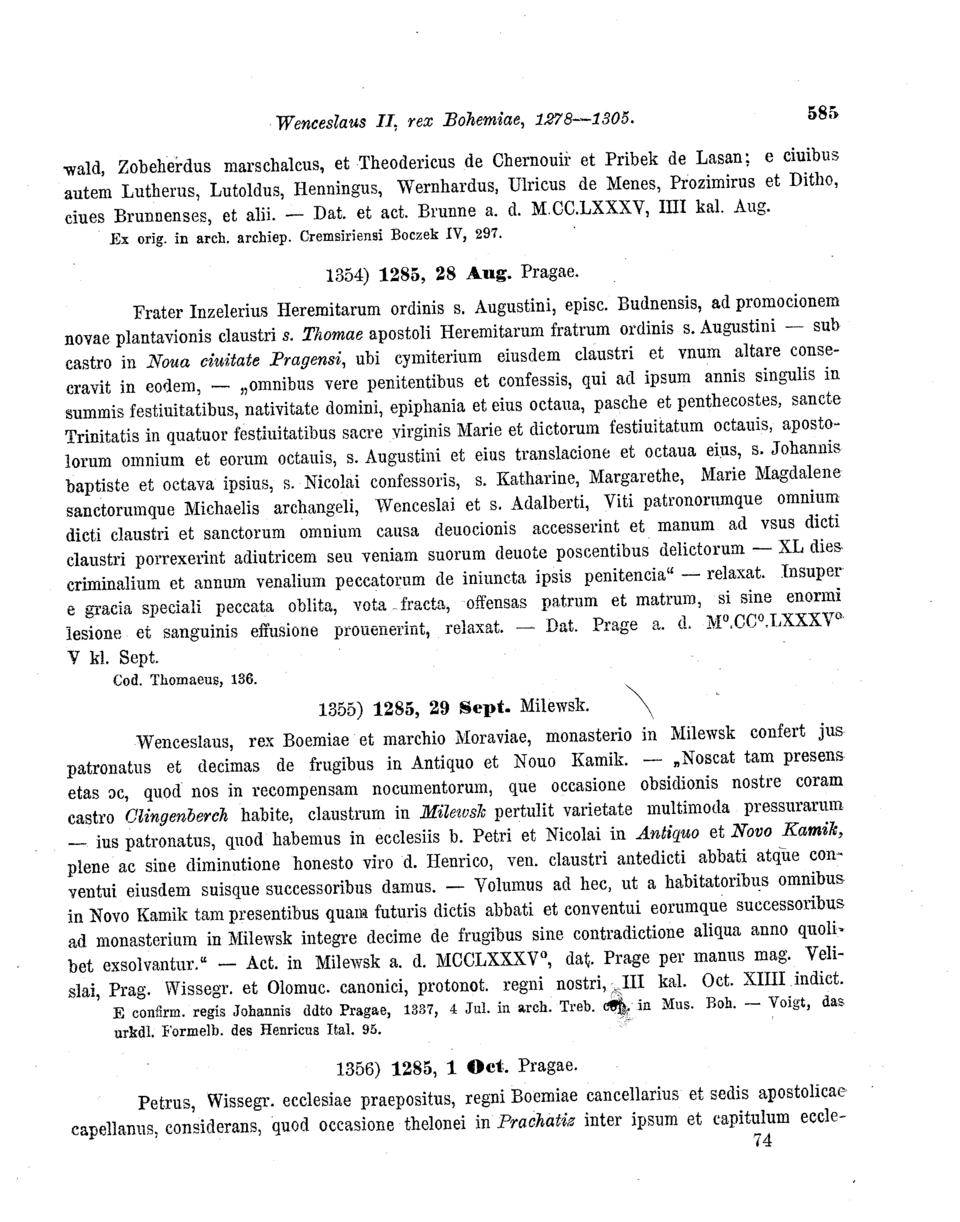 Wenceslaus II, rex Bohemiae, 1278—1305.
585
wald, Zobeherdus marschalcus, et Theodericus de Chernouir et Pribek de Lasan; e ciuibus
autem Lutherus, Lutoldus, Henningus, Wernhardus, Ulricus de Menes, Prozimirus et Ditho,
ciues Brunnenses, et alii. — Dat. et act. Brunne a. d. M.CC.LXXXV, IIII kal. Aug.
Ex orig. in arch. archiep. Cremsiriensi Boczek IV, 297.
1354) 1285, 28 Aug. Pragae.
Frater Inzelerius Heremitarum ordinis s. Augustini, episc. Budnensis, ad promocionem
novae plantavionis claustri s. Thomae apostoli Heremitarum fratrum ordinis s. Augustini — sub
castro in Noua ciuitate Pragensi, ubi cymiterium eiusdem claustri et vnum altare conse-
cravit in eodem, — „omnibus vere penitentibus et confessis, qui ad ipsum annis singulis in
summis festiuitatibus, nativitate domini, epiphania et eius octaua, pasche et penthecostes, sancte
Trinitatis in quatuor festiuitatibus sacre virginis Marie et dictorum festiuitatum octauis, aposto-
lorum omnium et eorum octauis, s. Augustini et eius translacione et octaua eius, s. Johannis
baptiste et octava ipsius, s. Nicolai confessoris, s. Katharine, Margarethe, Marie Magdalene
sanctorumque Michaelis archangeli, Wenceslai et s. Adalberti, Viti patronorumque omnium
dicti claustri et sanctorum omnium causa deuocionis accesserint et manum ad vsus dicti
claustri porrexerint adiutricem seu veniam suorum deuote poscentibus delictorum — XL dies
criminalium et annum venalium peccatorum de iniuncta ipsis penitencia“ — relaxat. Insuper
e gracia speciali peccata oblita, vota fracta, offensas patrum et matrum, si sine enormi
lesione et sanguinis effusione prouenerint, relaxat. — Dat. Prage a. d. Mº.CCº.LXXXVº
V kl. Sept.
Cod. Thomaeus, 136.
1355) 1285, 29 Sept. Milewsk.
Wenceslaus, rex Boemiae et marchio Moraviae, monasterio in Milewsk confert jus
patronatus et decimas de frugibus in Antiquo et Nouo Kamik. — „Noscat tam presens
etas ɔc, quod nos in recompensam nocumentorum, que occasione obsidionis nostre coram
castro Clingenberch habite, claustrum in Milewsk pertulit varietate multimoda pressurarum
— ius patronatus, quod habemus in ecclesiis b. Petri et Nicolai in Antiquo et Novo Kamik,
plene ac sine diminutione honesto viro d. Henrico, ven. claustri antedicti abbati atque con-
ventui eiusdem suisque successoribus damus. — Volumus ad hec, ut a habitatoribus omnibus
in Novo Kamik tam presentibus quam futuris dictis abbati et conventui eorumque successoribus
ad monasterium in Milewsk integre decime de frugibus sine contradictione aliqua anno quoli-
bet exsolvantur.“ — Act. in Milewsk a. d. MCCLXXXVº, dat. Prage per manus mag. Veli-
slai, Prag. Wissegr. et Olomuc. canonici, protonot. regni nostri, III kal. Oct. XIIII indict.
E confirm. regis Johannis ddto Pragae, 1337, 4 Jul. in arch. Treb. cop. in Mus. Boh. — Voigt, das
urkdl. Formelb. des Henricus Ital. 95.
1356) 1285, 1 Oct. Pragae.
Petrus, Wissegr. ecclesiae praepositus, regni Boemiae cancellarius et sedis apostolicae
capellanus, considerans, quod occasione thelonei in Prachatiz inter ipsum et capitulum eccle-
74